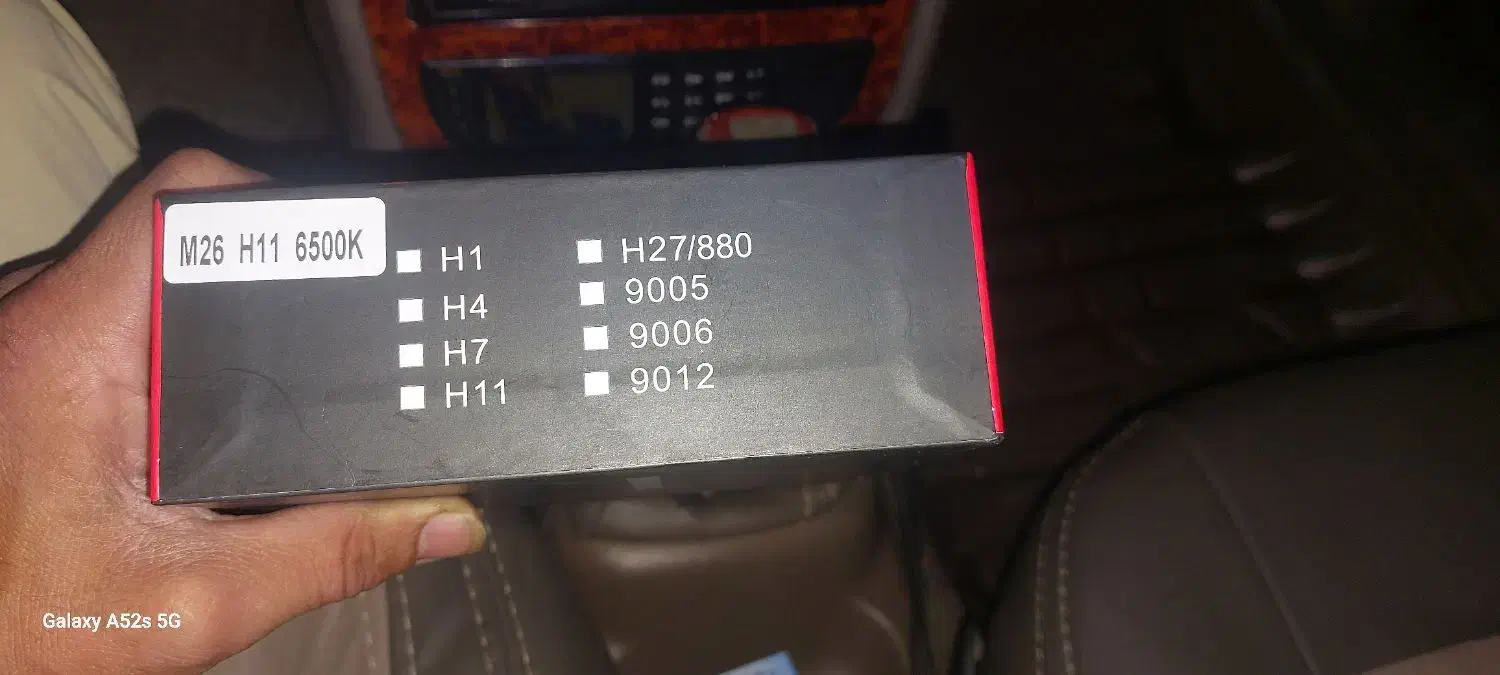 M26 H11 6500K
H1
H4
H7
H11
H27/880
9005
9006
9012
Galaxy A52s 5G